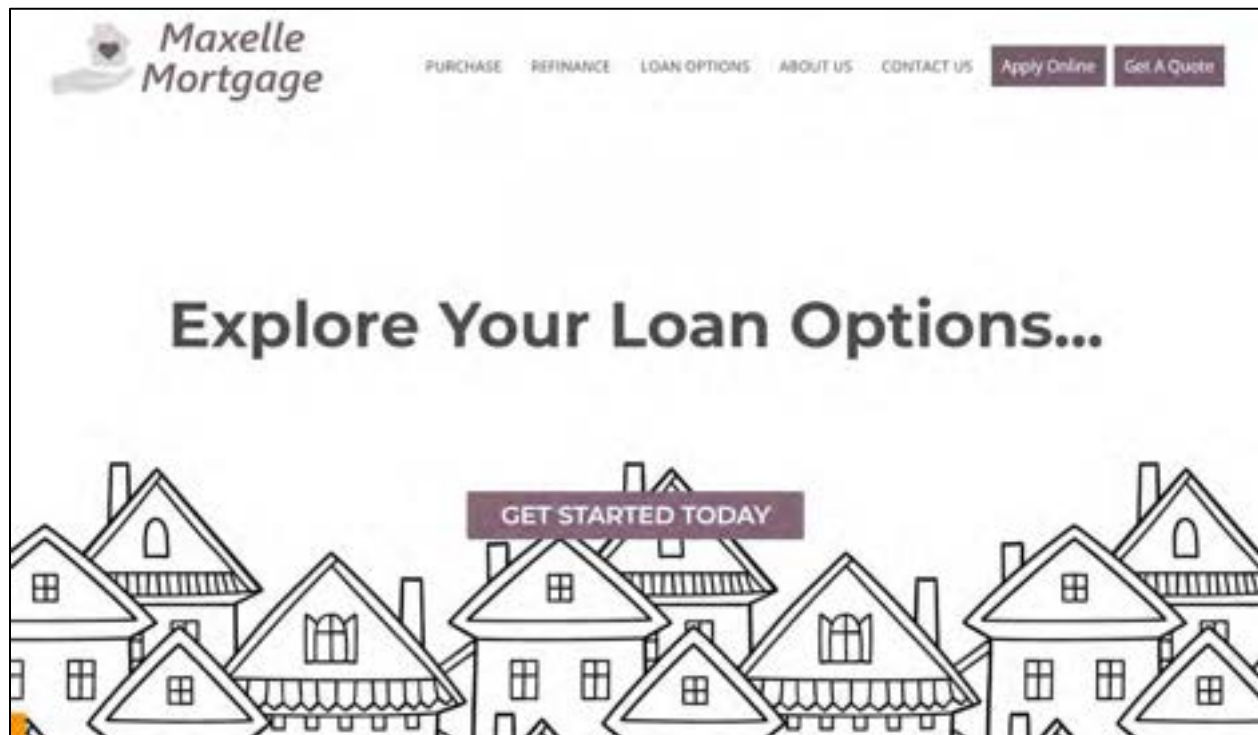 Maxelle
Mortgage
PURCHASE REFINANCE LOAN OPTIONS ABOUT US CONTACT US Apply Online Get A Quote
Explore Your Loan Options...
GET STARTED TODAY